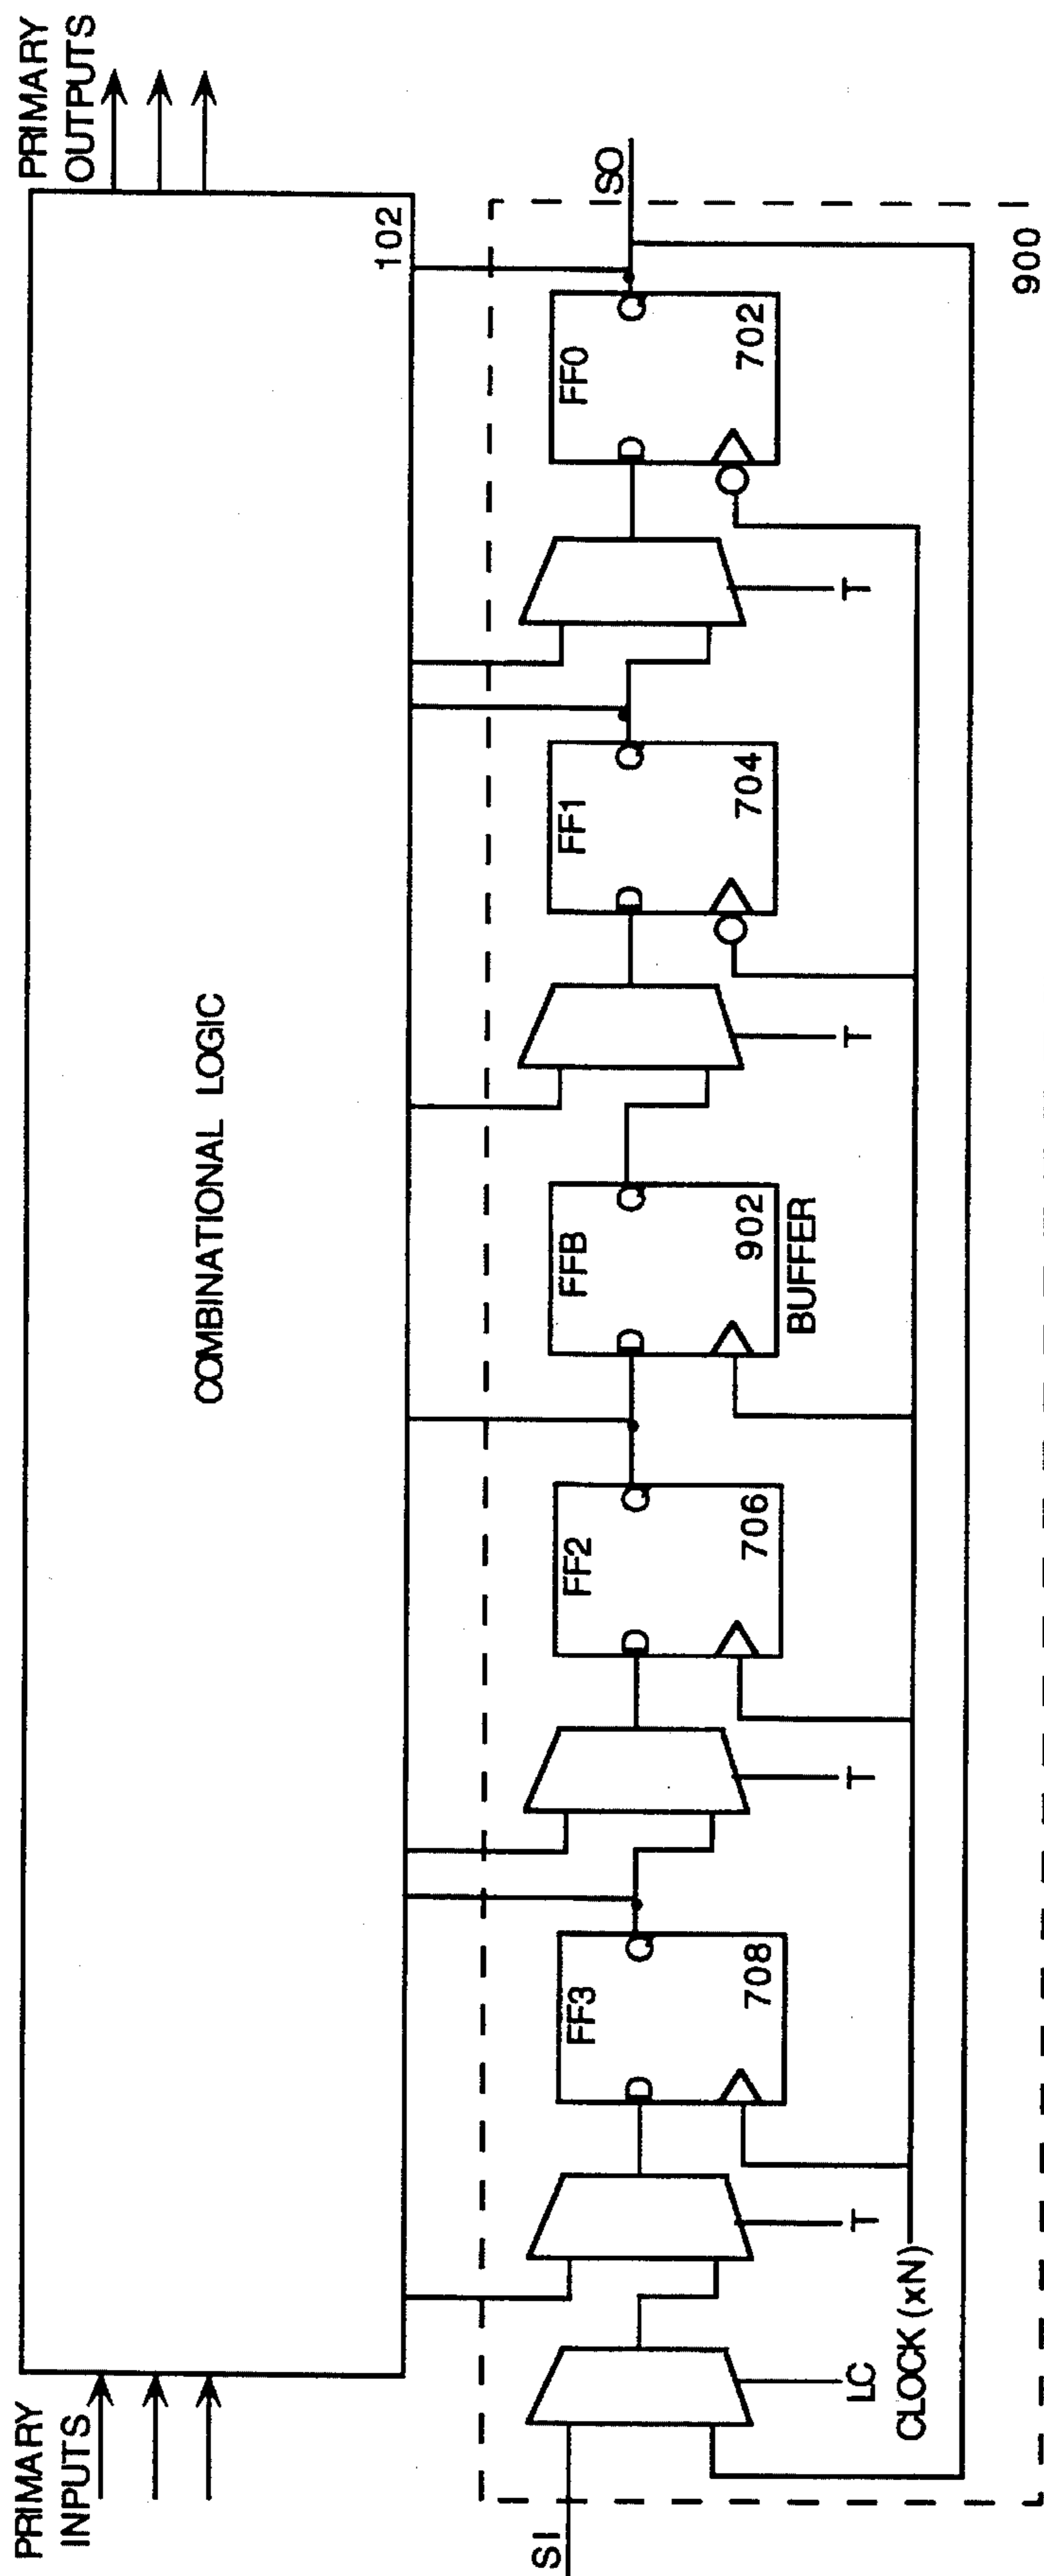 PRIMARY
INPUTS
COMBINATIONAL LOGIC
102
PRIMARY
OUTPUTS
SI
LC
T
FF3
D
Q
708
T
FF2
D
Q
706
FFB
D
Q
902
BUFFER
T
FF1
D
Q
704
T
FF0
D
Q
702
SO
CLOCK (xN)
900